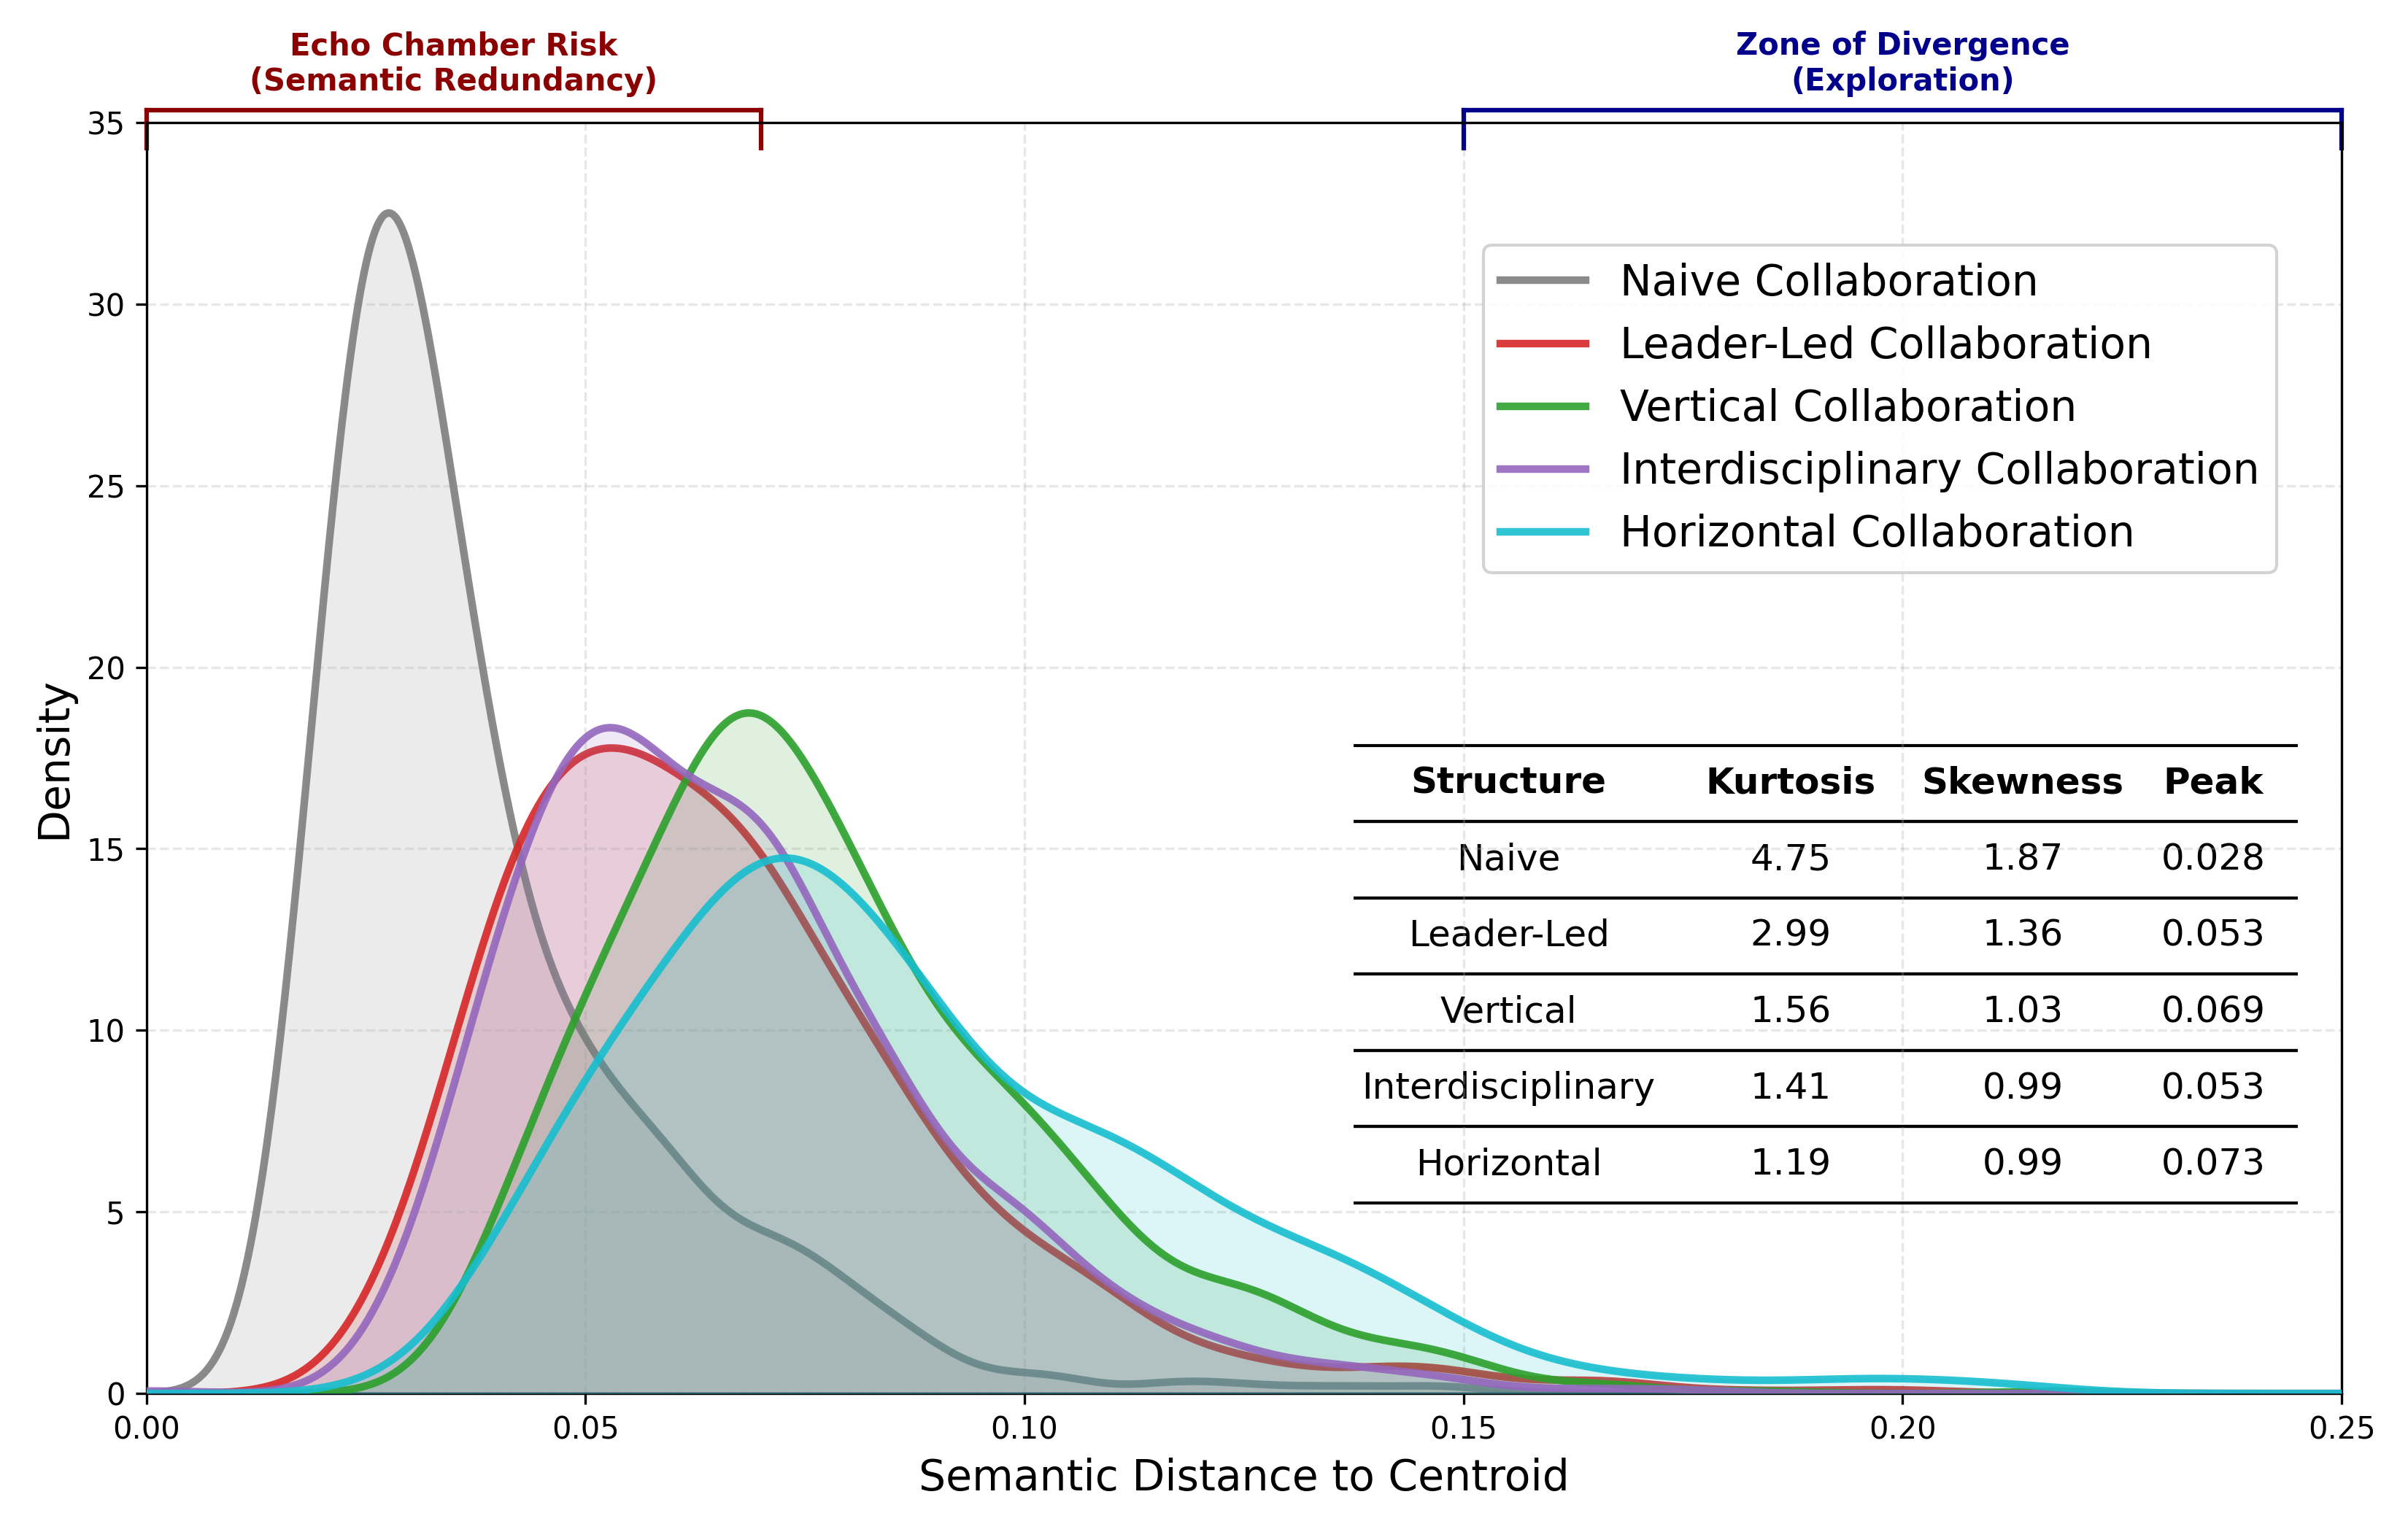 Echo Chamber Risk
(Semantic Redundancy)
Zone of Divergence
(Exploration)
35
30
25
20
15
10
5
0
Density
Naive Collaboration
Leader-Led Collaboration
Vertical Collaboration
Interdisciplinary Collaboration
Horizontal Collaboration
Structure Kurtosis Skewness Peak
Naive 4.75 1.87 0.028
Leader-Led 2.99 1.36 0.053
Vertical 1.56 1.03 0.069
Interdisciplinary 1.41 0.99 0.053
Horizontal 1.19 0.99 0.073
0.00 0.05 0.10 0.15 0.20 0.25
Semantic Distance to Centroid